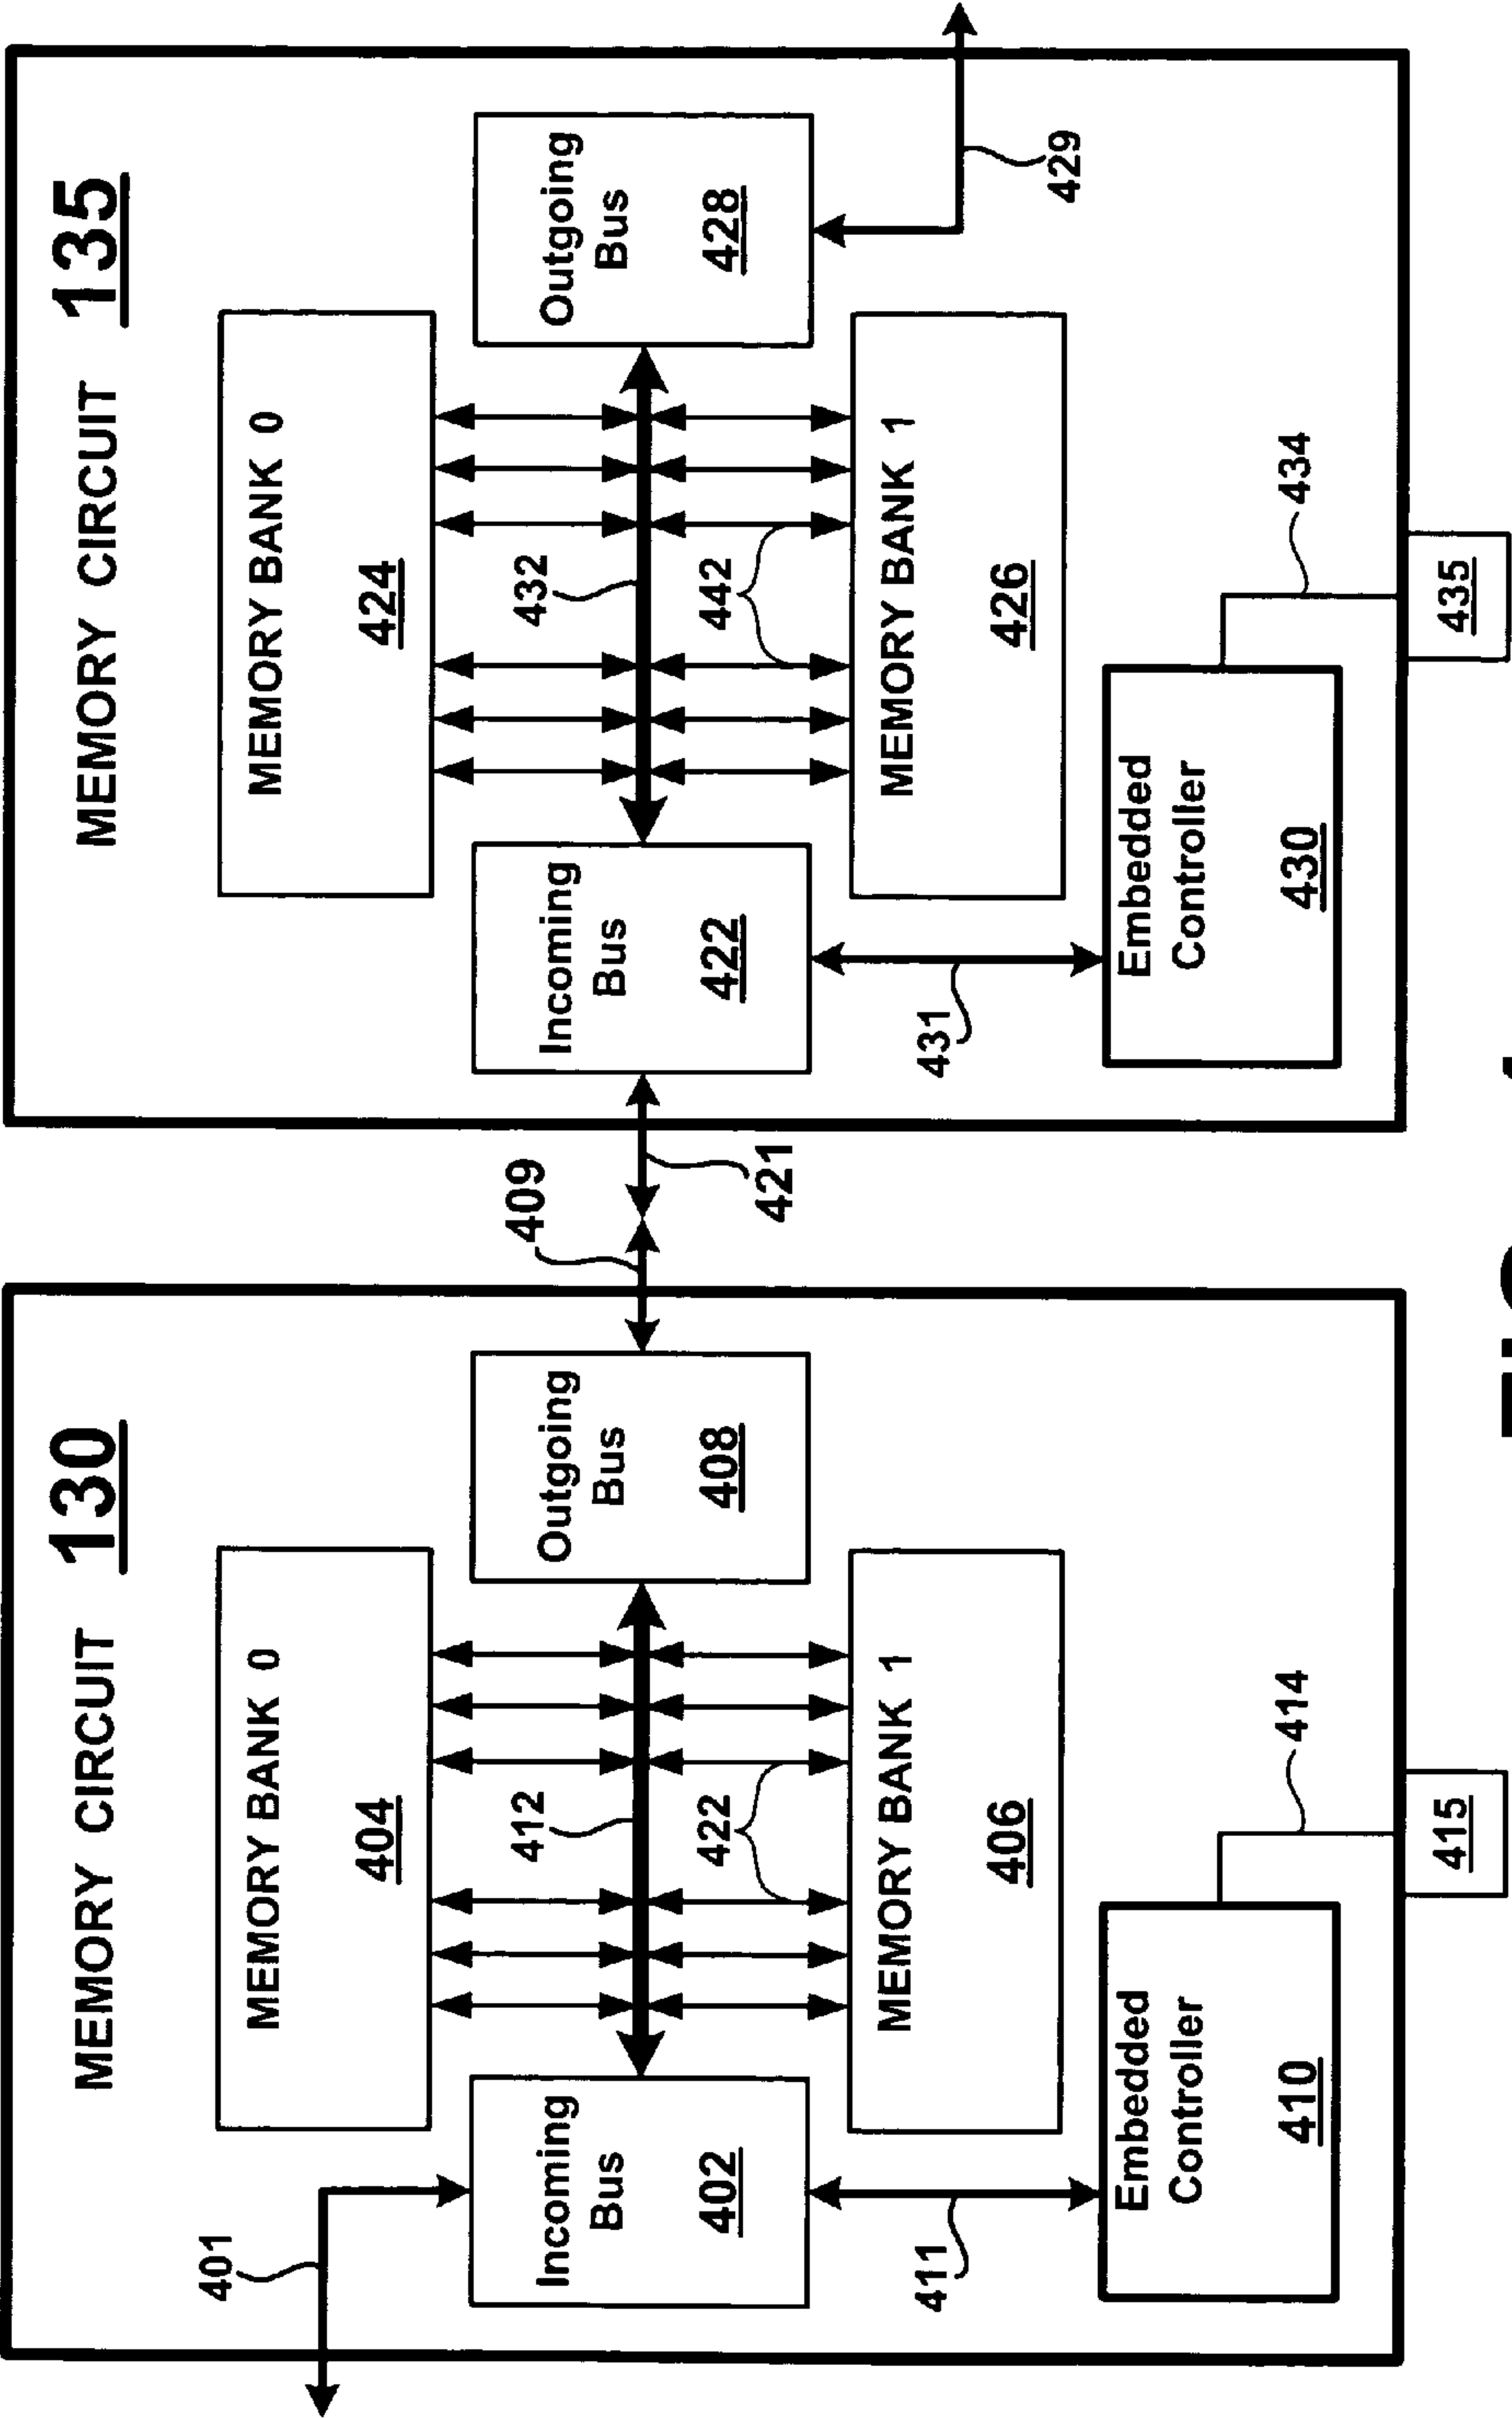 MEMORY CIRCUIT 130
MEMORY BANK 0
404
401
Incoming
Bus
402
412
422
Outgoing
Bus
408
409
MEMORY BANK 1
406
411
Embedded
Controller
410
414
415
MEMORY CIRCUIT 135
MEMORY BANK 0
424
421
Incoming
Bus
422
432
442
Outgoing
Bus
428
429
MEMORY BANK 1
426
431
Embedded
Controller
430
434
435